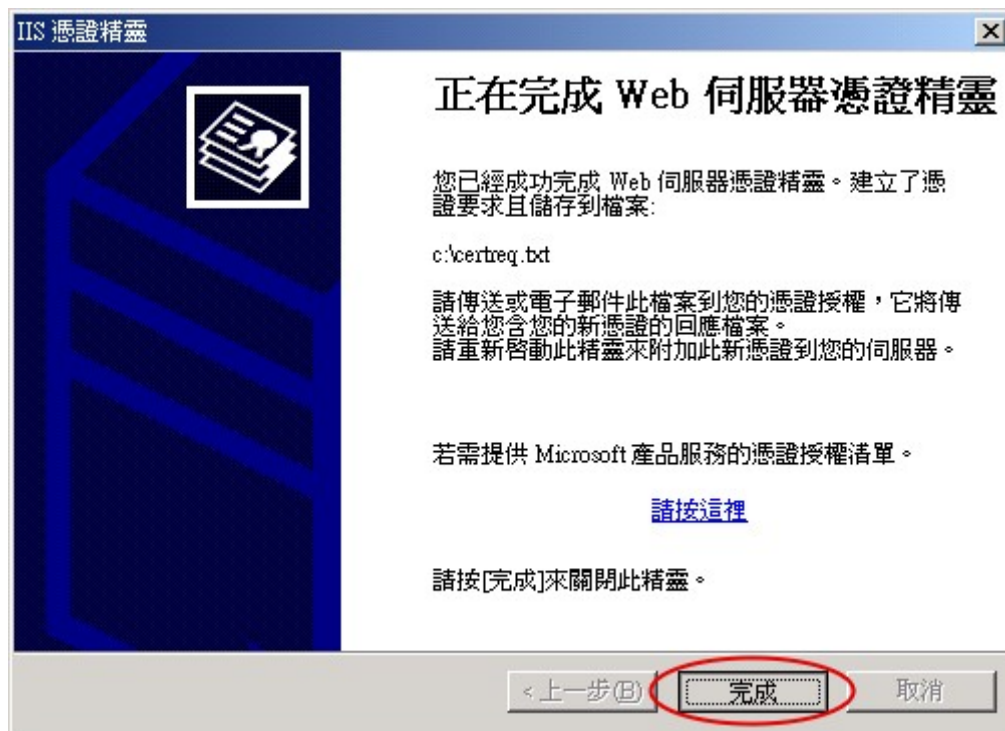 IIS 憑證精靈
正在完成 Web 伺服器憑證精靈
您已經成功完成 Web 伺服器憑證精靈。建立了憑
證要求且儲存到檔案:
c:\certreq.txt
請傳送或電子郵件此檔案到您的憑證授權，它將傳
送給您含您的新憑證的回應檔案。
請重新啓動此精靈來附加此新憑證到您的伺服器。
若需提供 Microsoft 產品服務的憑證授權清單。
請按這裡
請按[完成]來關閉此精靈。
< 上一步(B)
完成
取消